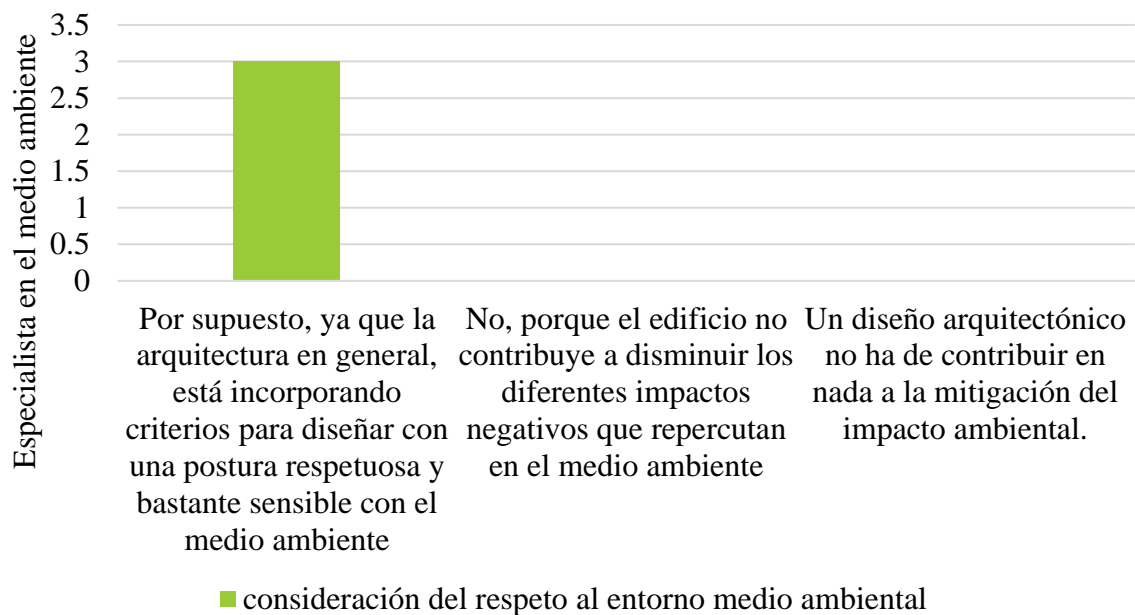 Especialista en el medio ambiente
3.5
3
2.5
2
1.5
1
0.5
0
Por supuesto, ya que la
arquitectura en general,
está incorporando
criterios para diseñar con
una postura respetuosa y
bastante sensible con el
medio ambiente
No, porque el edificio no
contribuye a disminuir los
diferentes impactos
negativos que repercutan
en el medio ambiente
Un diseño arquitectónico
no ha de contribuir en
nada a la mitigación del
impacto ambiental.
consideración del respeto al entorno medio ambiental